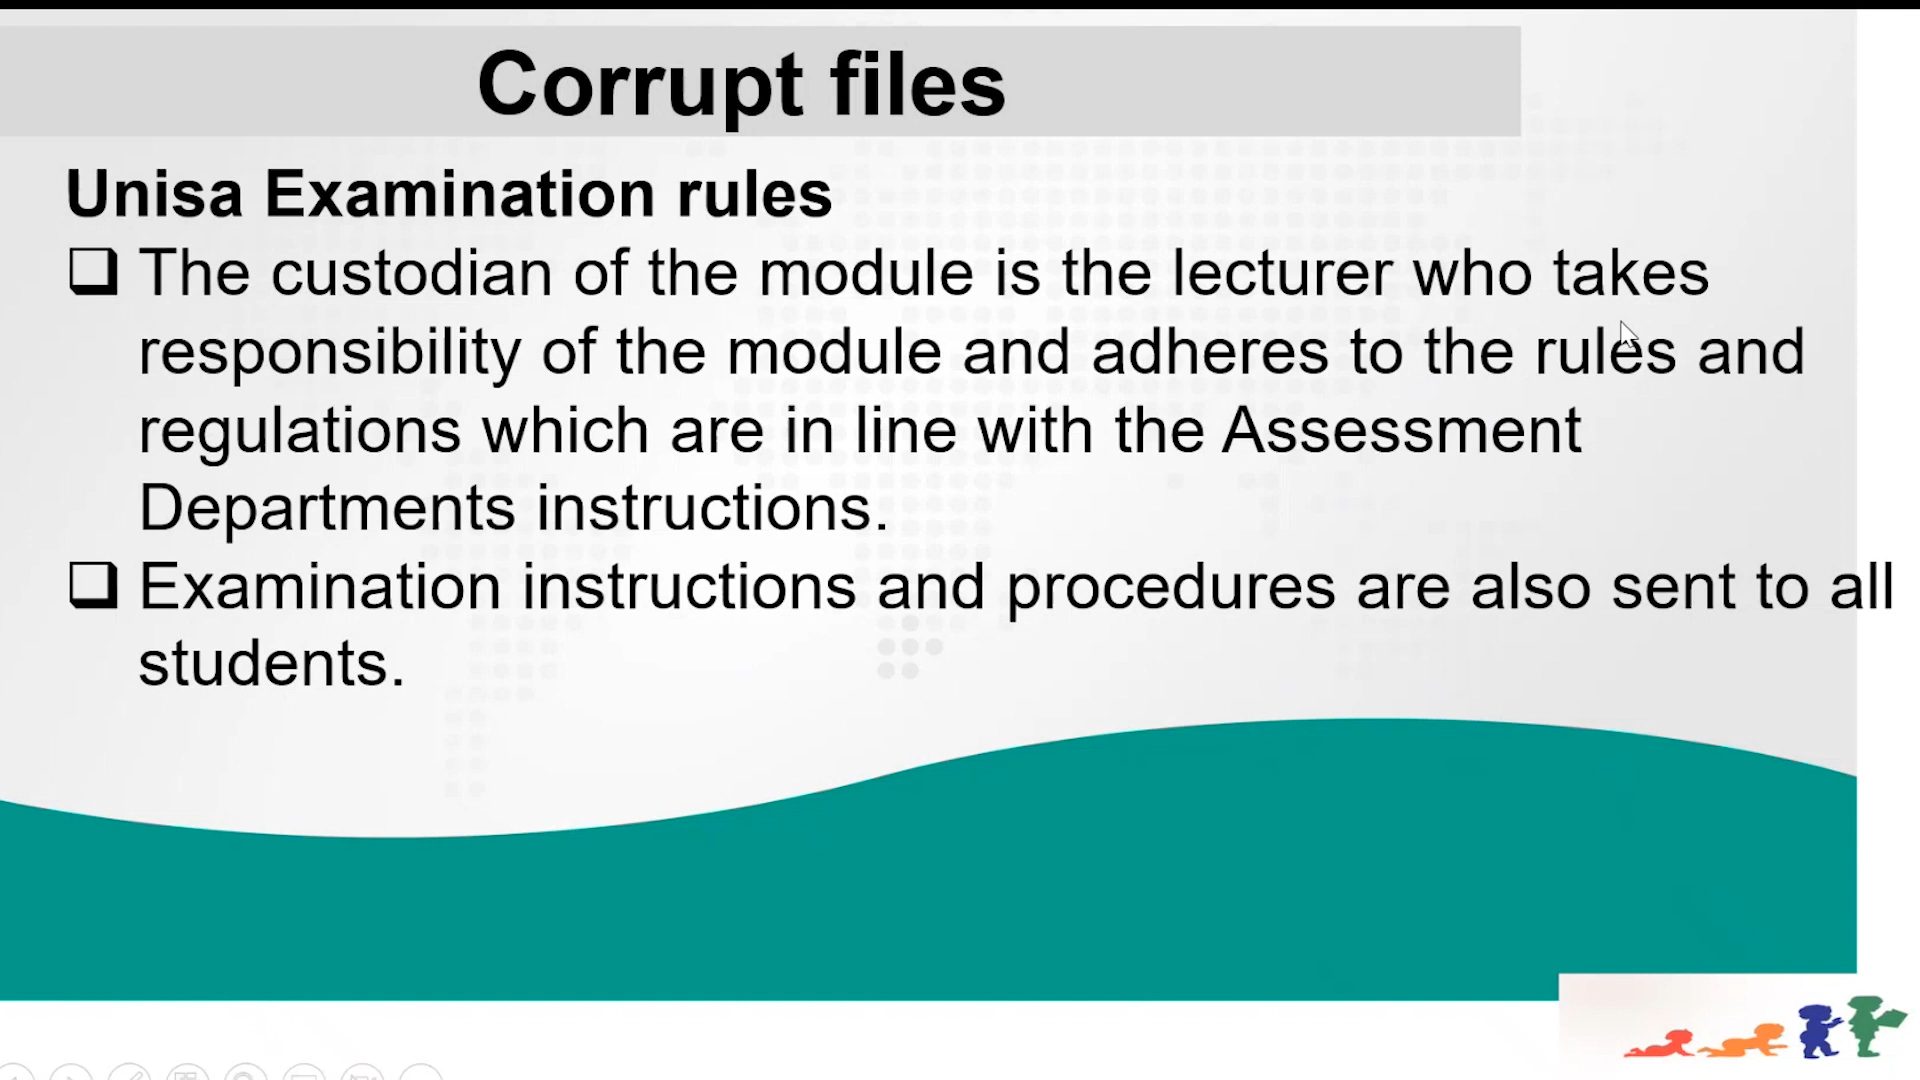 Corrupt files
Unisa Examination rules
❑ The custodian of the module is the lecturer who takes
responsibility of the module and adheres to the rules and
regulations which are in line with the Assessment
Departments instructions.
❑ Examination instructions and procedures are also sent to all
students.